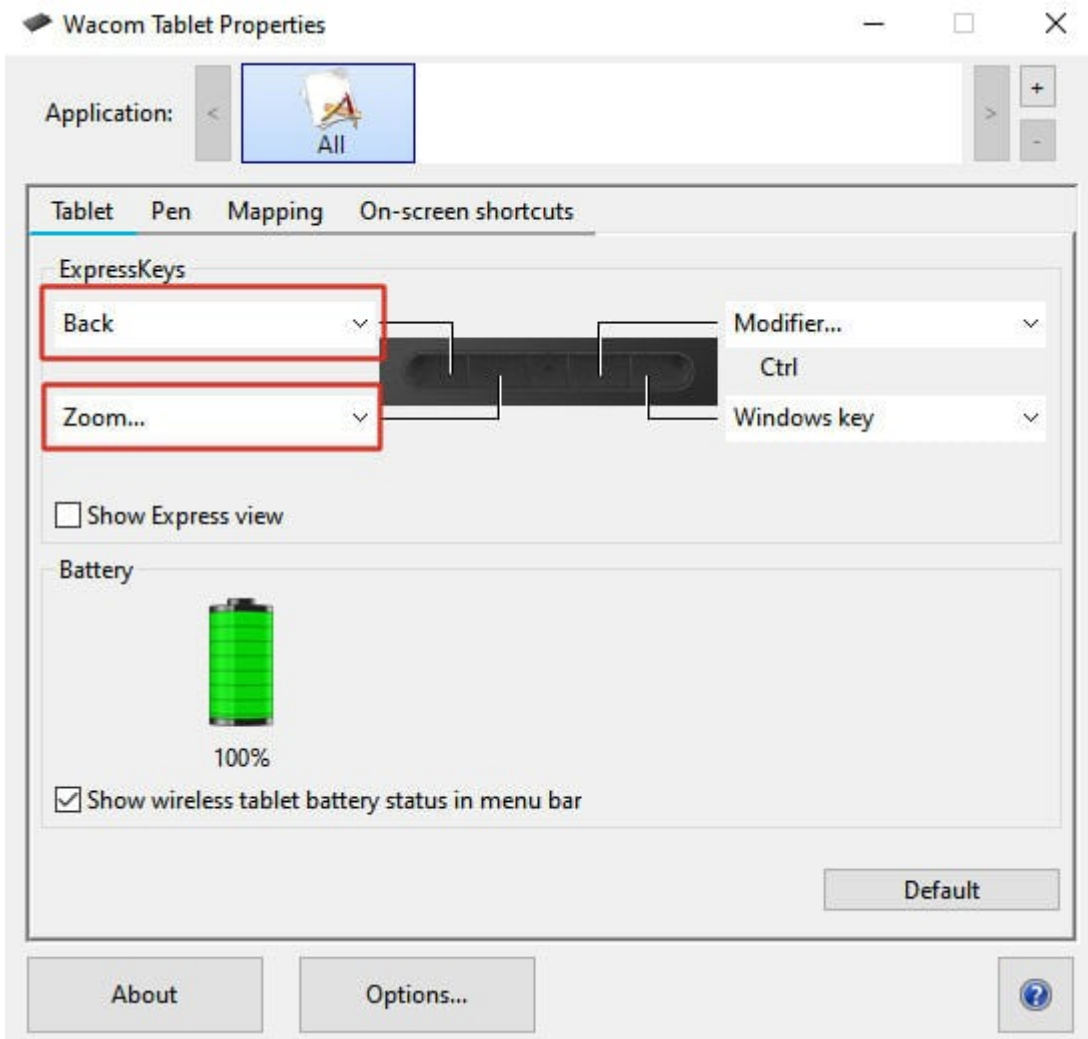 Wacom Tablet Properties
Application:
<
All
>
+
-
Tablet Pen Mapping On-screen shortcuts
ExpressKeys
Back
Modifier...
Ctrl
Zoom...
Windows key
Show Express view
Battery
100%
Show wireless tablet battery status in menu bar
Default
About
Options...
?